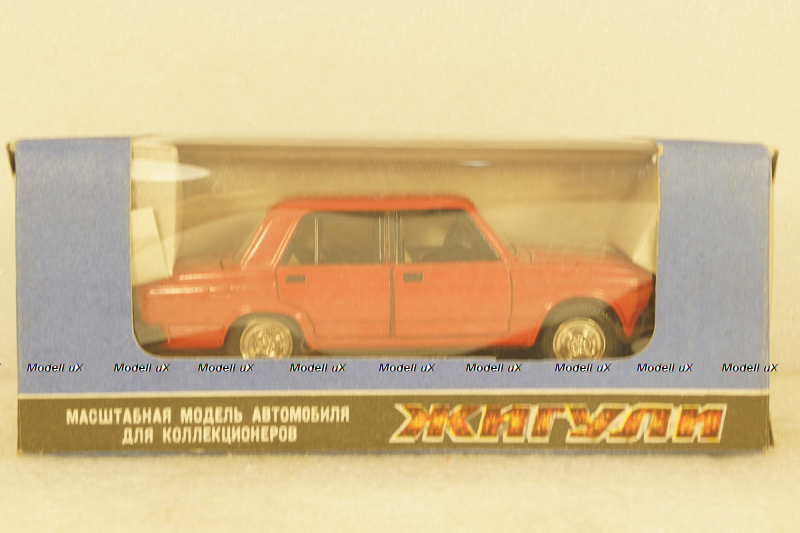 Modell uX Modell uX Modell uX Modell uX Modell uX Modell uX Modell uX Modell uX Modell uX
МАСШТАБНАЯ МОДЕЛЬ АВТОМОБИЛЯ
ДЛЯ КОЛЛЕКЦИОНЕРОВ
ЖИГУЛИ